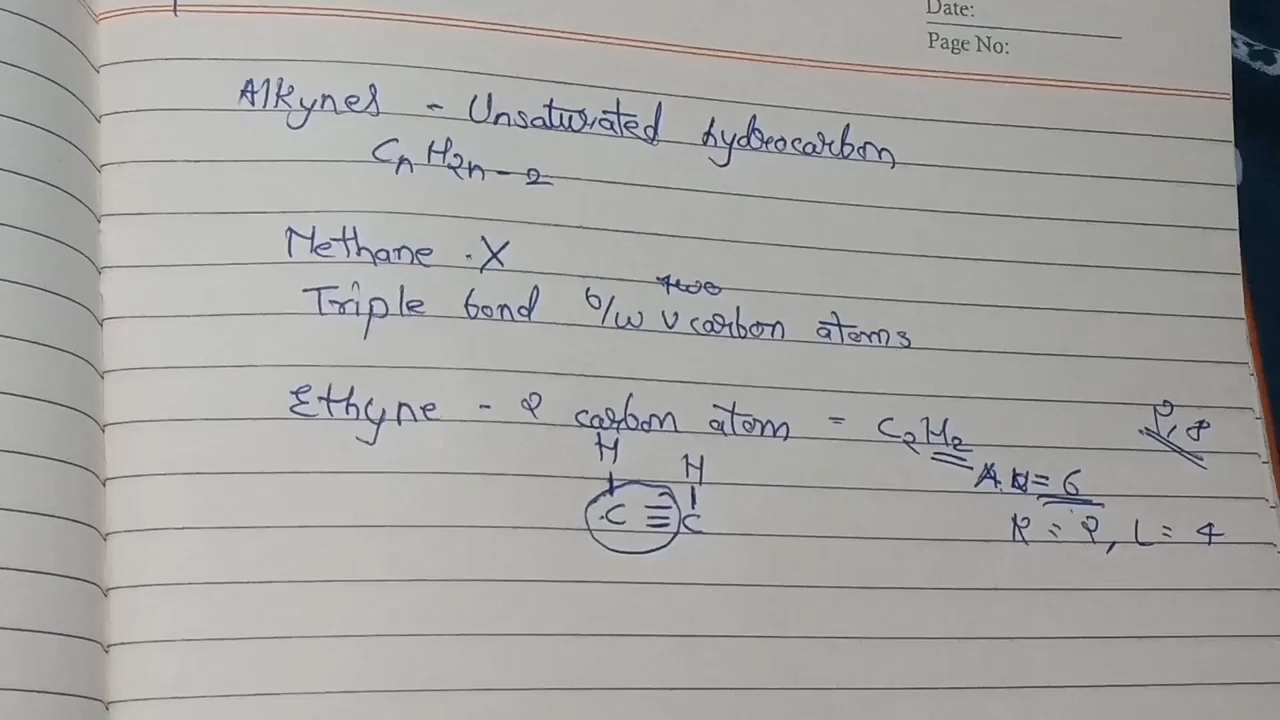 Date:
Page No:
Alkynes - Unsaturated hydrocarbon
CnH2n-2
Methane .X
two
Triple bond b/w v carbon atoms
Ethyne - 2 carbon atom = C2H2
2,8
H H
A.N = 6
.C ≡ C
K = 2, L = 4